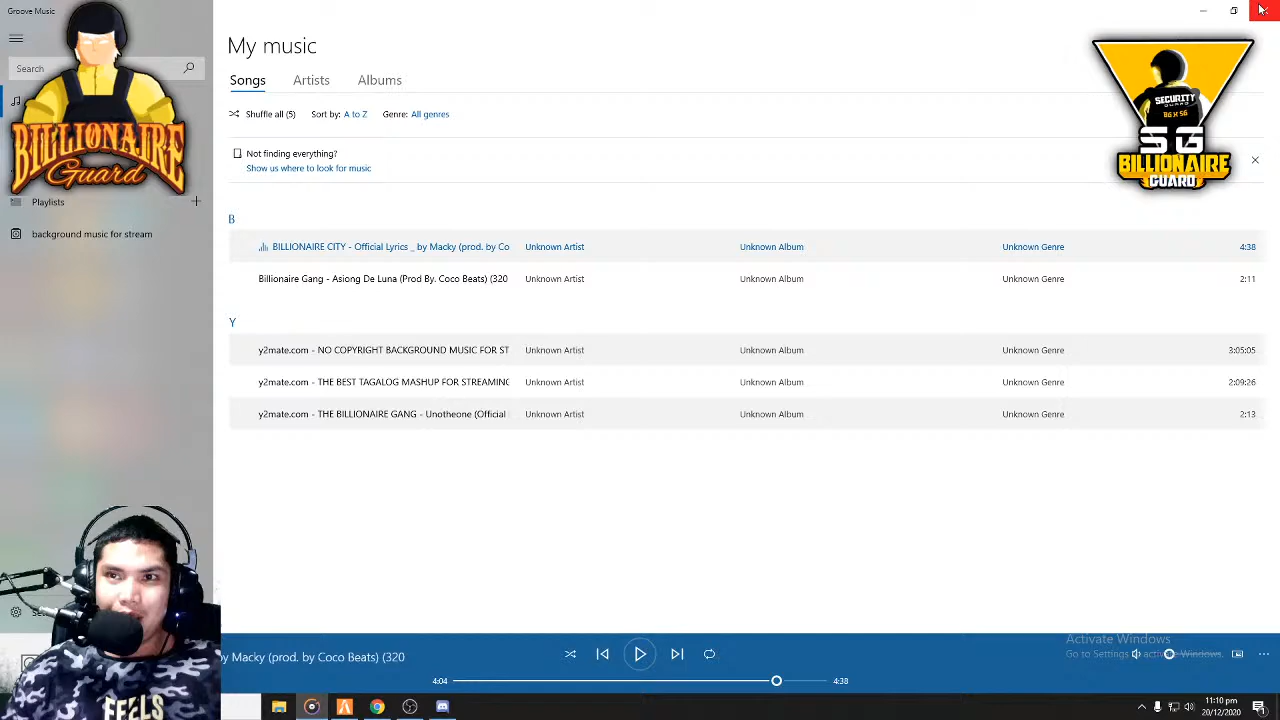 Groove Music
My music
Search
Songs Artists Albums
Shuffle all (5) Sort by: A to Z Genre: All genres
Not finding everything?
Show us where to look for music
BILLIONAIRE
Guard
SECURITY
GUARD
BG X SG
SG
BILLIONAIRE
GUARD
Playlists
background music for stream
B
BILLIONAIRE CITY - Official Lyrics _ by Macky (prod. by Co Unknown Artist Unknown Album Unknown Genre 4:38
Billionaire Gang - Asiong De Luna (Prod By. Coco Beats) (320 Unknown Artist Unknown Album Unknown Genre 2:11
Y
y2mate.com - NO COPYRIGHT BACKGROUND MUSIC FOR ST Unknown Artist Unknown Album Unknown Genre 3:05:05
y2mate.com - THE BEST TAGALOG MASHUP FOR STREAMING Unknown Artist Unknown Album Unknown Genre 2:09:26
y2mate.com - THE BILLIONAIRE GANG - Unotheone (Official Unknown Artist Unknown Album Unknown Genre 2:13
Activate Windows
Go to Settings to activate Windows.
by Macky (prod. by Coco Beats) (320
4:04 4:38
FEELS
11:10 pm
20/12/2020